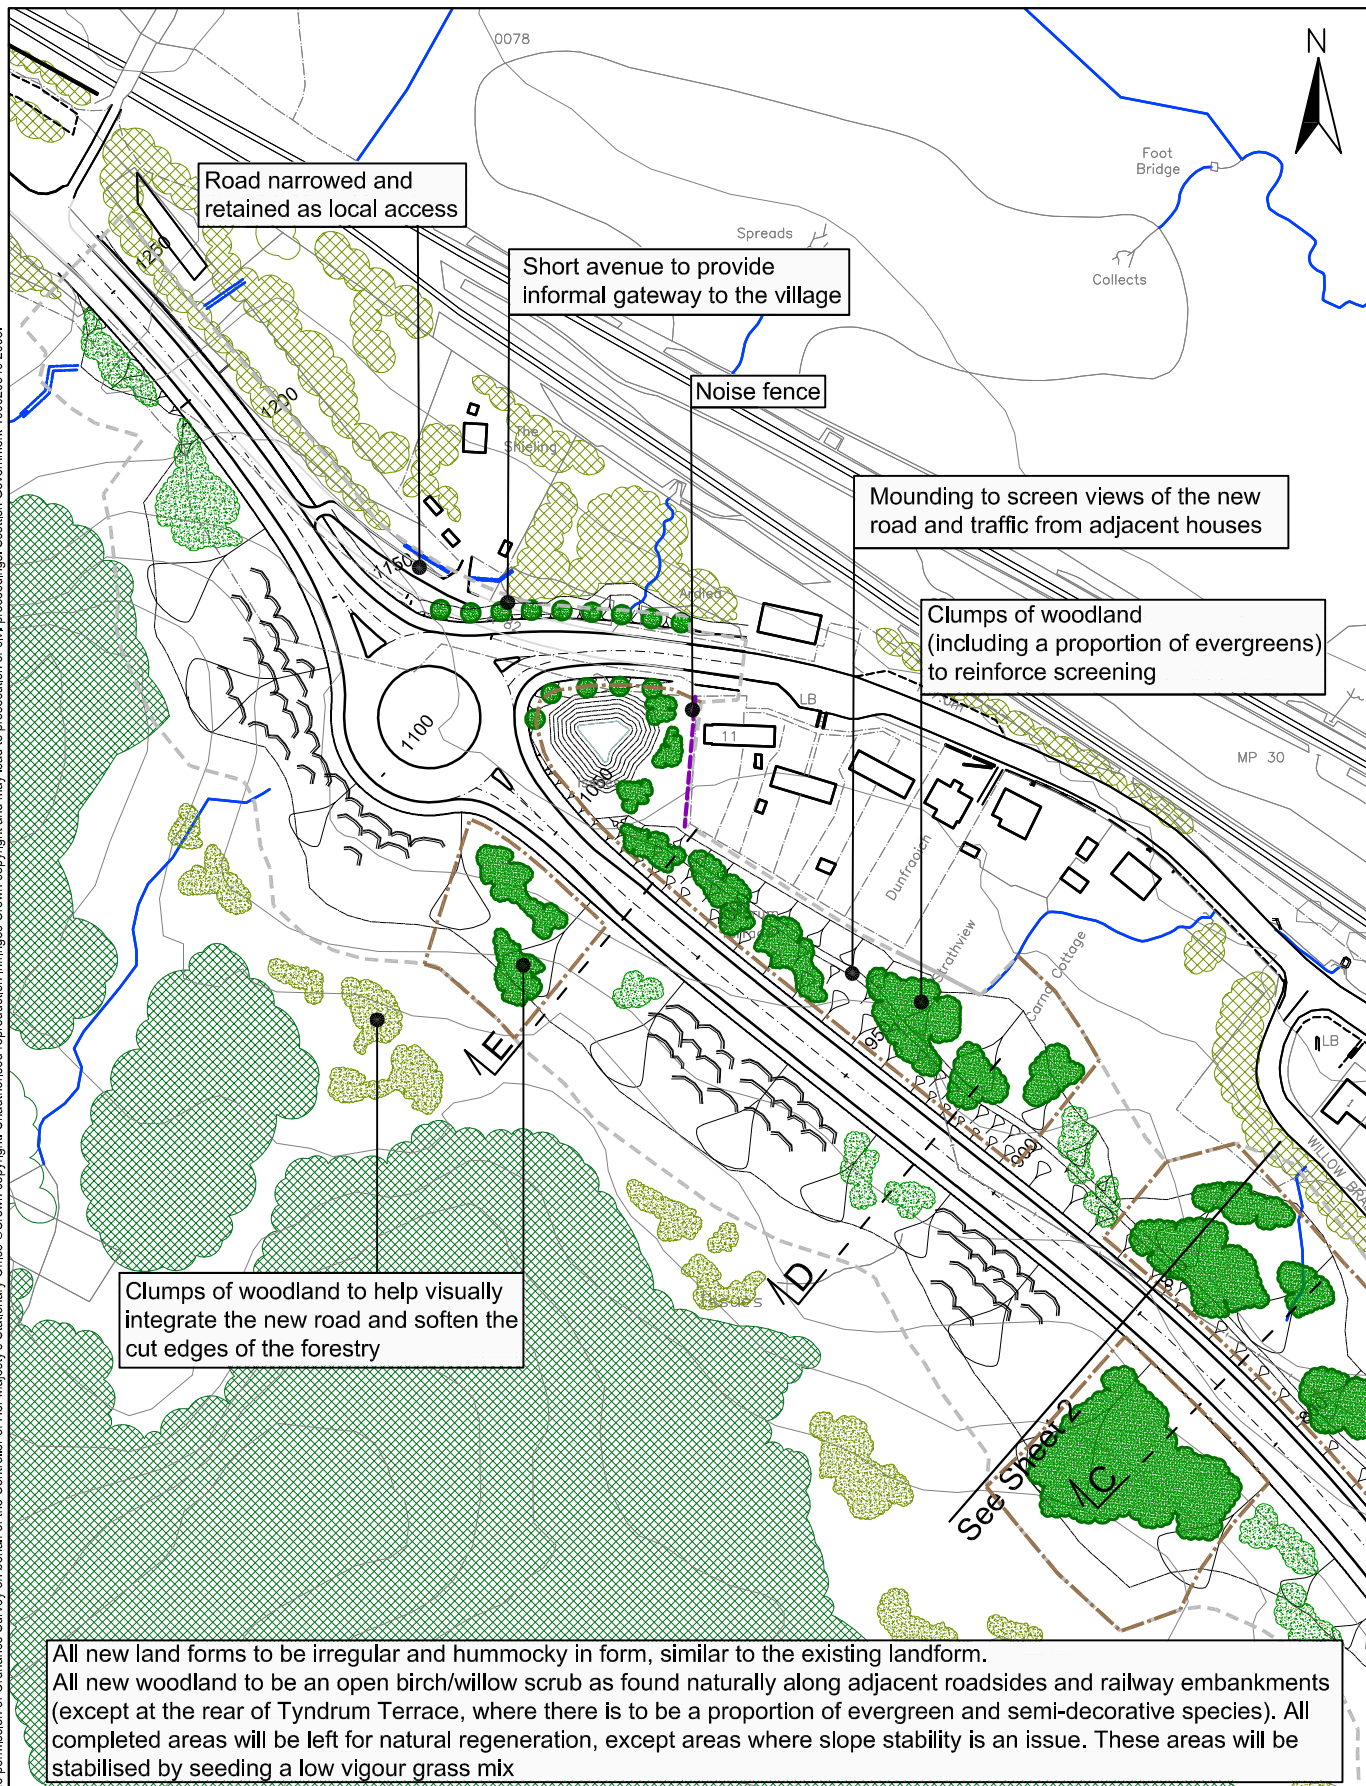 0078
N
Foot
Bridge
Road narrowed and
retained as local access
Spreads
Short avenue to provide
informal gateway to the village
Collects
1250
Noise fence
1200
The
Shieling
Mounding to screen views of the new
road and traffic from adjacent houses
1150
Clumps of woodland
(including a proportion of evergreens)
to reinforce screening
LB
11
1100
MP 30
1050
Dunfraoich
Strathview
Carna
Cottage
950
LB
1
E
900
WILLOW BRAE
D
Issues
Clumps of woodland to help visually
integrate the new road and soften the
cut edges of the forestry
See Sheet 2
C
All new land forms to be irregular and hummocky in form, similar to the existing landform.
All new woodland to be an open birch/willow scrub as found naturally along adjacent roadsides and railway embankments
(except at the rear of Tyndrum Terrace, where there is to be a proportion of evergreen and semi-decorative species). All
completed areas will be left for natural regeneration, except areas where slope stability is an issue. These areas will be
stabilised by seeding a low vigour grass mix